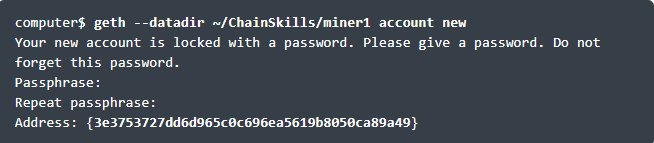 computer$ geth --datadir ~/ChainSkills/miner1 account new
Your new account is locked with a password. Please give a password. Do not
forget this password.
Passphrase:
Repeat passphrase:
Address: {3e3753727dd6d965c0c696ea5619b8050ca89a49}